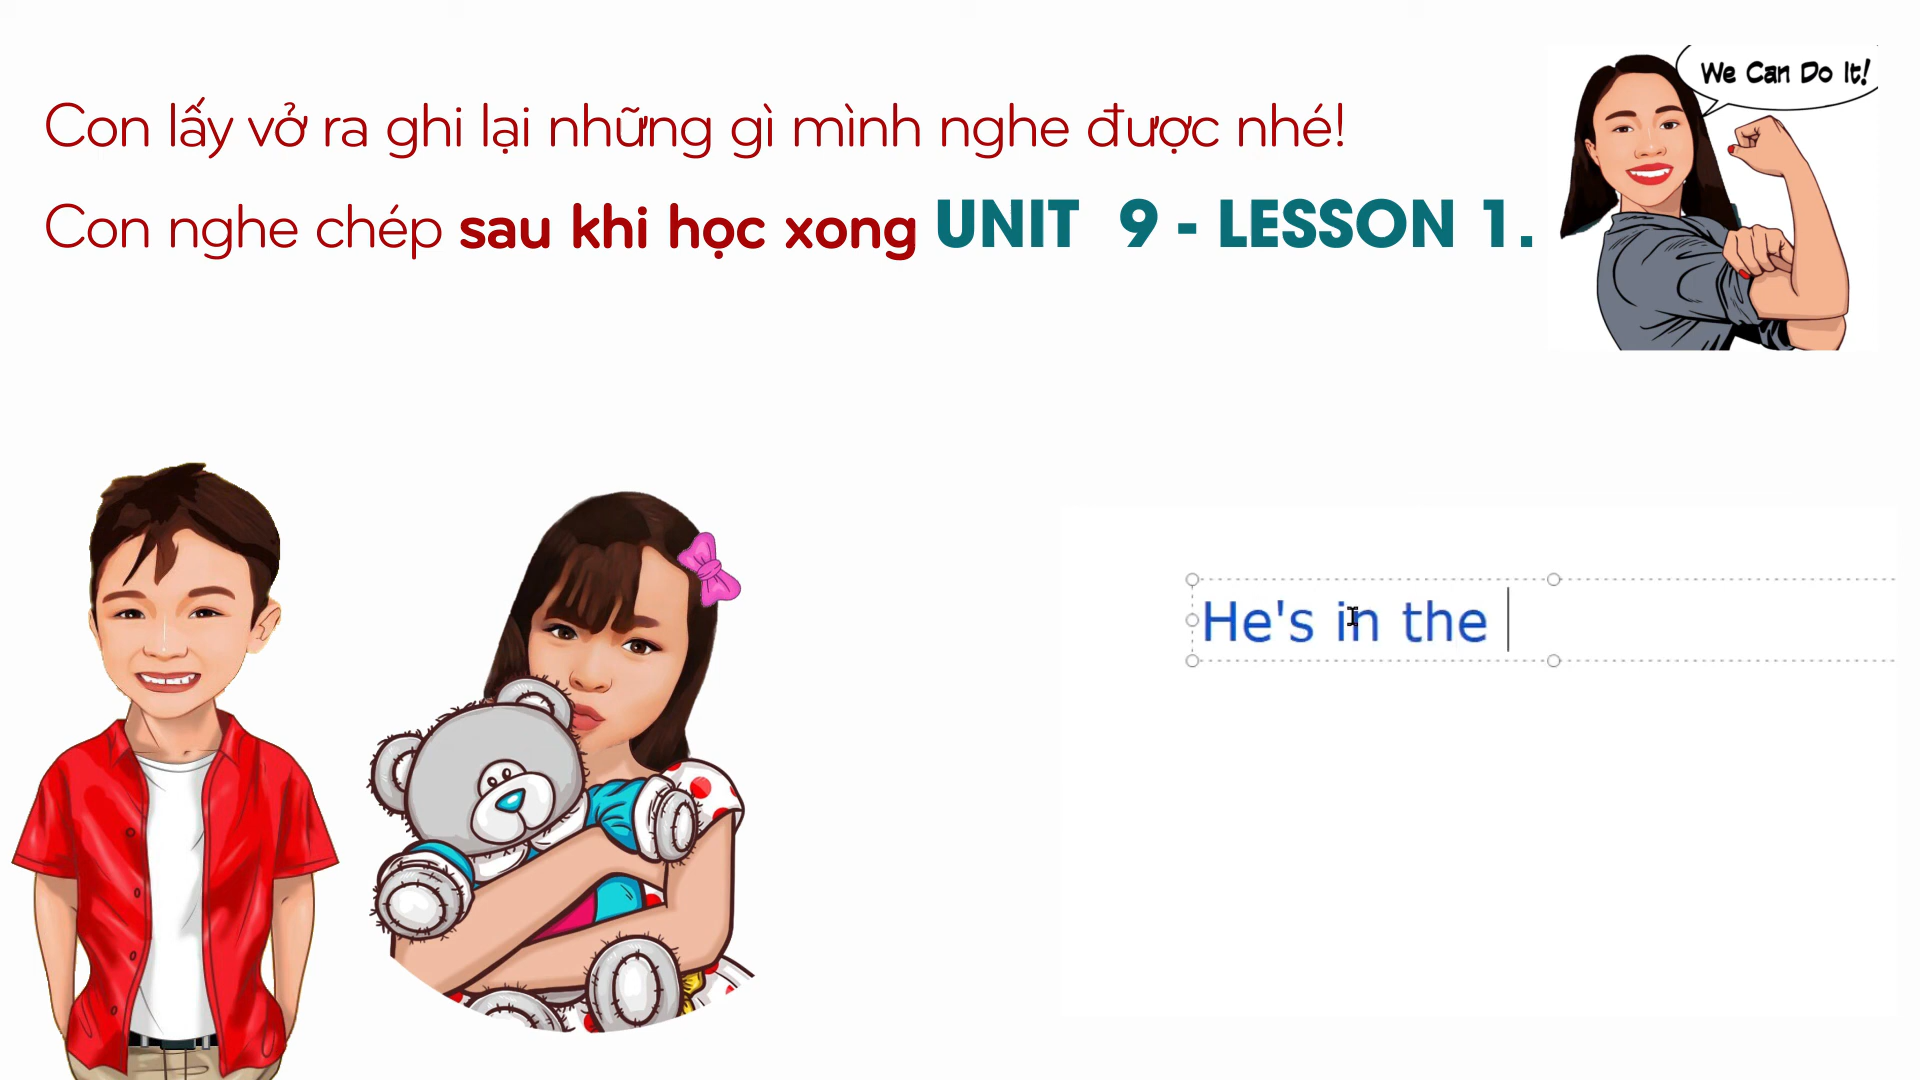 We Can Do It!
Con lấy vở ra ghi lại những gì mình nghe được nhé!
Con nghe chép sau khi học xong UNIT 9 - LESSON 1.
He's in the